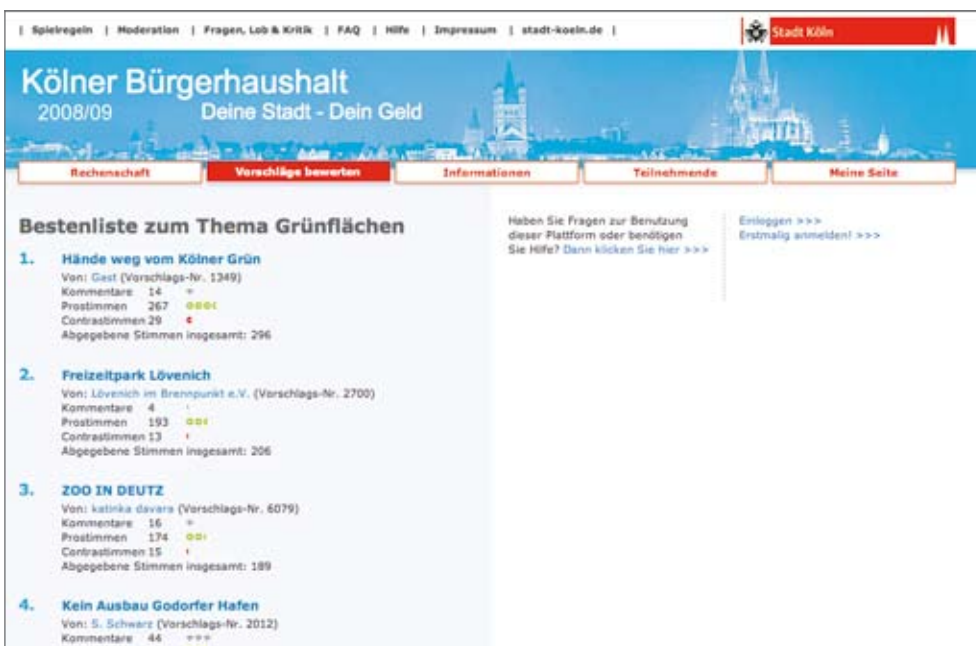 | Spielregeln | Moderation | Fragen, Lob & Kritik | FAQ | Hilfe | Impressum | stadt-koeln.de |
Stadt Köln
Kölner Bürgerhaushalt
2008/09 Deine Stadt - Dein Geld
Rechenschaft Vorschläge bewerten Informationen Teilnehmende Meine Seite
Bestenliste zum Thema Grünflächen
1. Hände weg vom Kölner Grün
Von: Gast (Vorschlags-Nr. 1349)
Kommentare 14
Prostimmen 267
Contrastimmen 29
Abgegebene Stimmen insgesamt: 296
2. Freizeitpark Lövenich
Von: Lövenich im Brennpunkt e.V. (Vorschlags-Nr. 2700)
Kommentare 4
Prostimmen 193
Contrastimmen 13
Abgegebene Stimmen insgesamt: 206
3. ZOO IN DEUTZ
Von: katinka davara (Vorschlags-Nr. 6079)
Kommentare 16
Prostimmen 174
Contrastimmen 15
Abgegebene Stimmen insgesamt: 189
4. Kein Ausbau Godorfer Hafen
Von: S. Schwarz (Vorschlags-Nr. 2012)
Kommentare 44
Haben Sie Fragen zur Benutzung
dieser Plattform oder benötigen
Sie Hilfe? Dann klicken Sie hier >>>
Einloggen >>>
Erstmalig anmelden! >>>